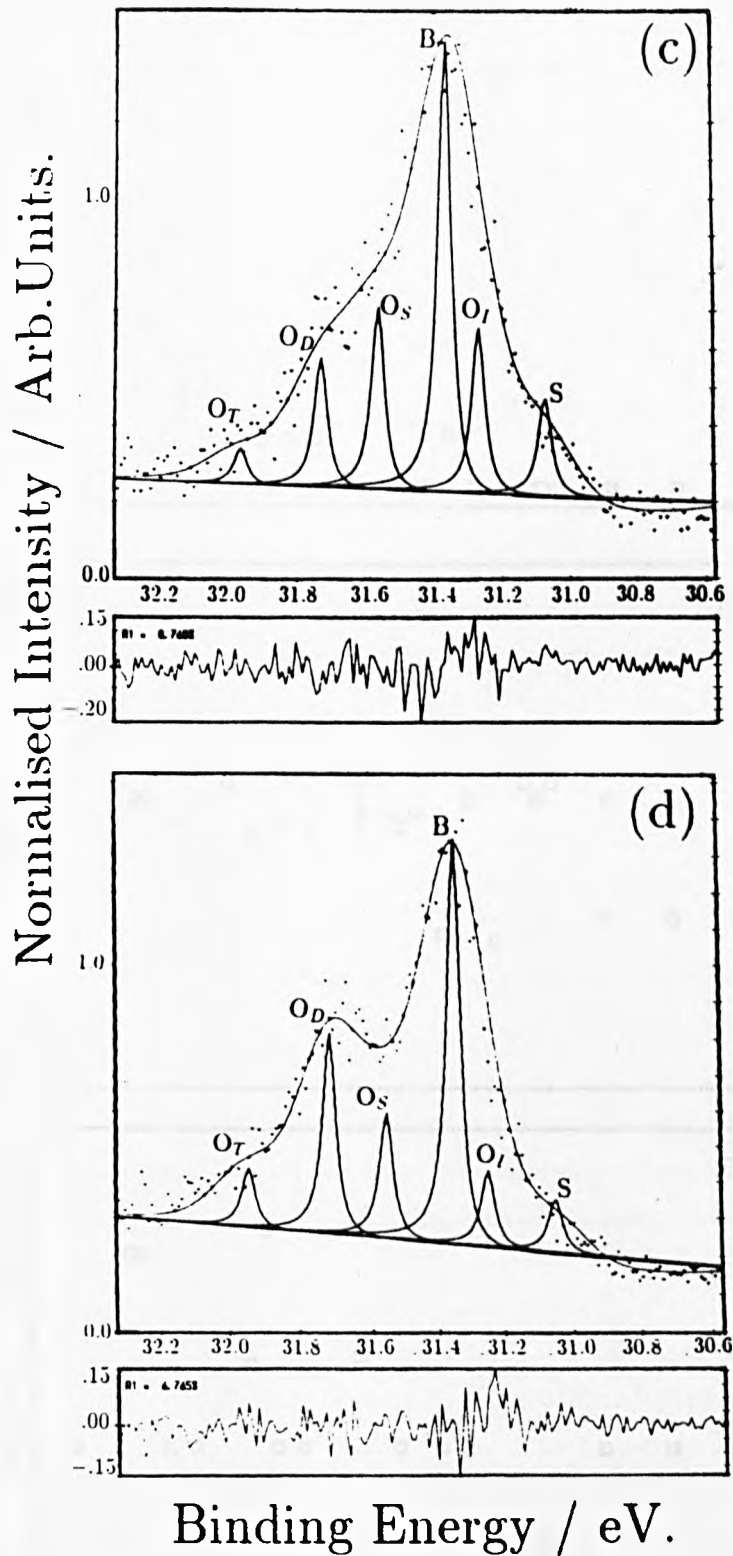 Normalised Intensity / Arb.Units.
(c)
B
O_S
O_D
O_I
O_T
S
1.0
0.0
32.2 32.0 31.8 31.6 31.4 31.2 31.0 30.8 30.6
.15
.00
-.20
(d)
B
O_D
O_S
O_T
O_I
S
1.0
0.0
32.2 32.0 31.8 31.6 31.4 31.2 31.0 30.8 30.6
.15
.00
-.15
Binding Energy / eV.